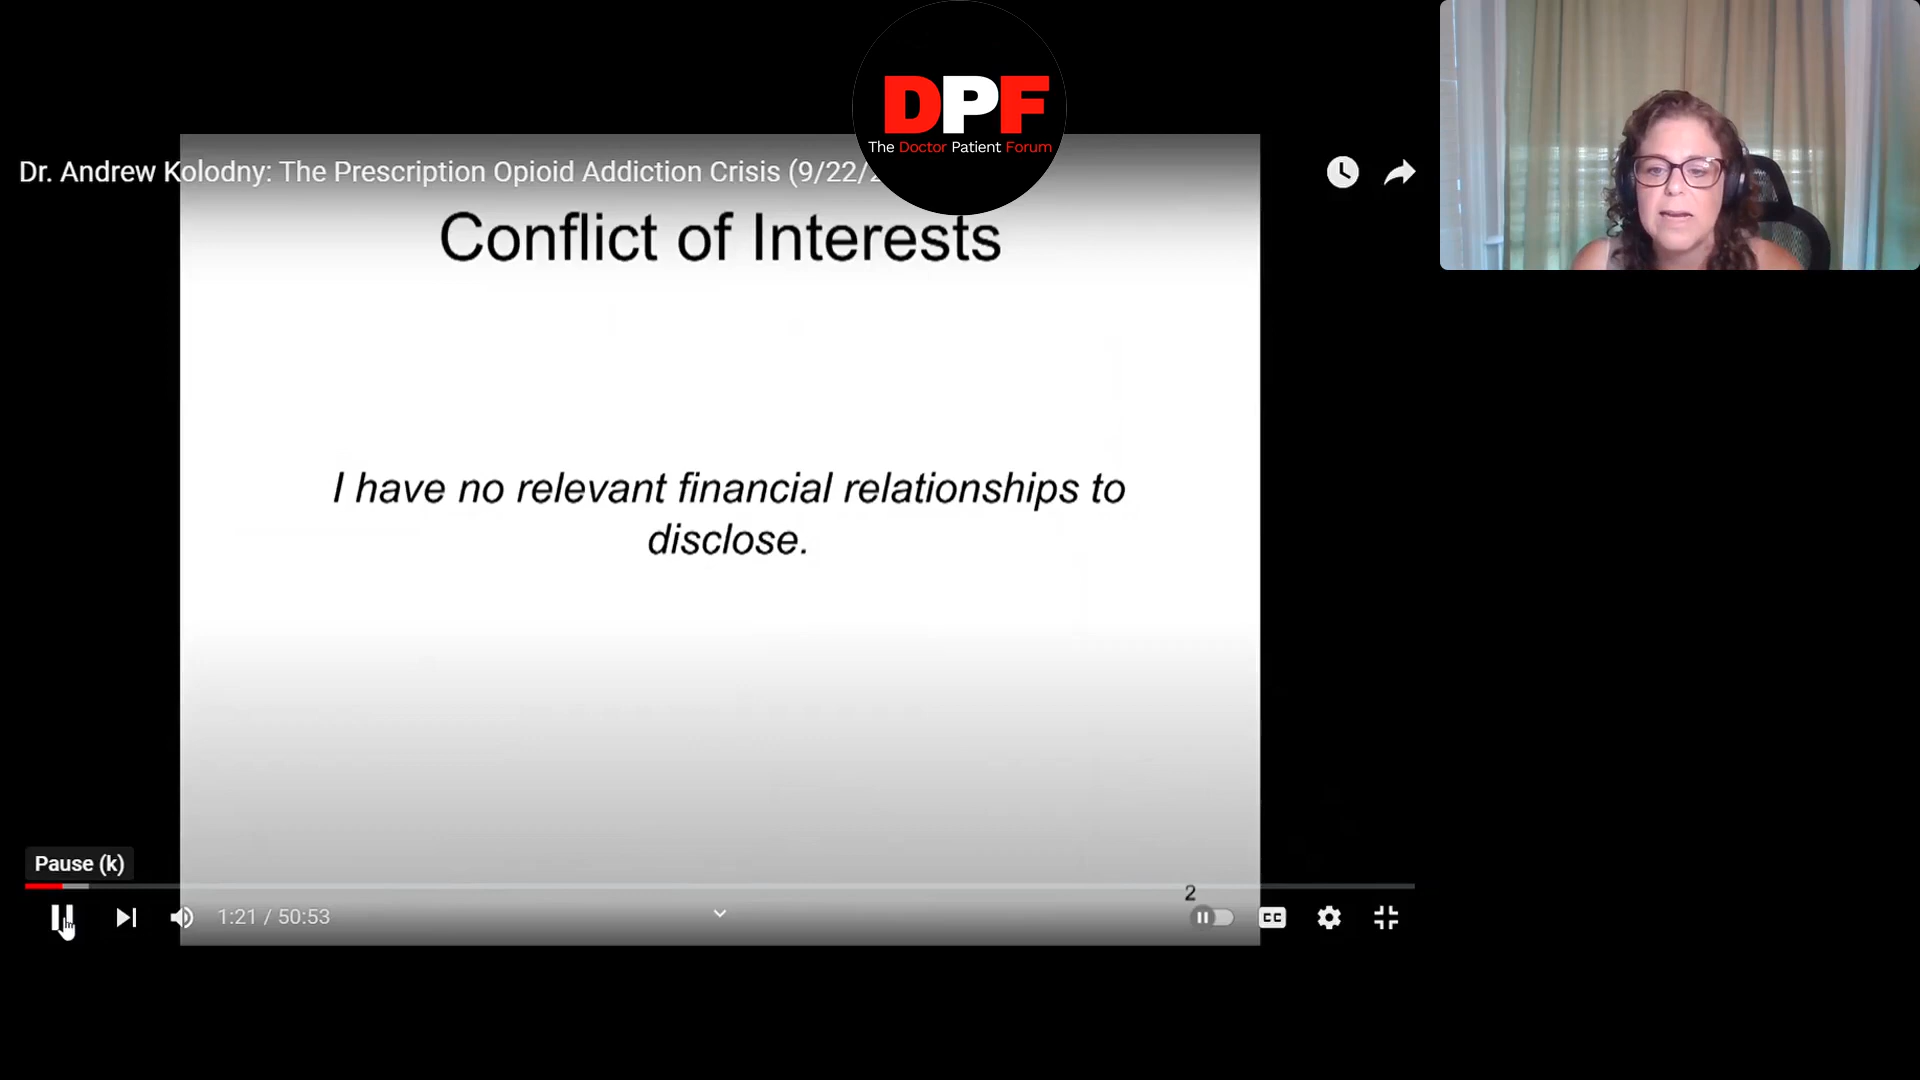 DPF
The Doctor Patient Forum
Dr. Andrew Kolodny: The Prescription Opioid Addiction Crisis (9/22/
Conflict of Interests
I have no relevant financial relationships to
disclose.
Pause (k)
2
1:21 / 50:53
CC